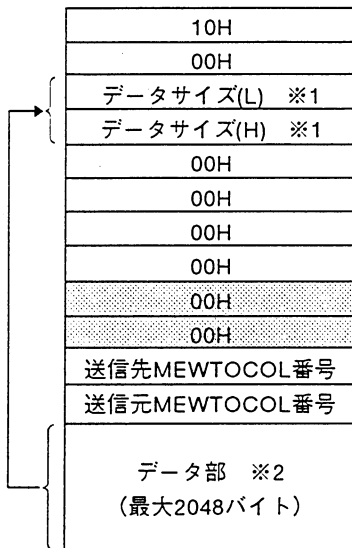 10H
00H
データサイズ(L) ※1
データサイズ(H) ※1
00H
00H
00H
00H
00H
00H
送信先MEWTOCOL番号
送信元MEWTOCOL番号
データ部 ※2
(最大2048バイト)